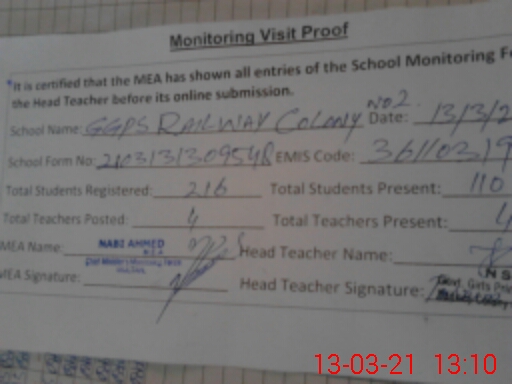 Monitoring Visit Proof
*It is certified that the MEA has shown all entries of the School Monitoring
the Head Teacher before its online submission.
School Name: GGPS RAILWAY COLONY No2. Date: 13/3/2
School Form No: EMIS Code: 36110319
Total Students Registered: 216 Total Students Present: 110
Total Teachers Posted: 4 Total Teachers Present: 4
MEA Name: NABI AHMED Head Teacher Name:
MEA
MEA Signature: Head Teacher Signature:
13-03-21 13:10